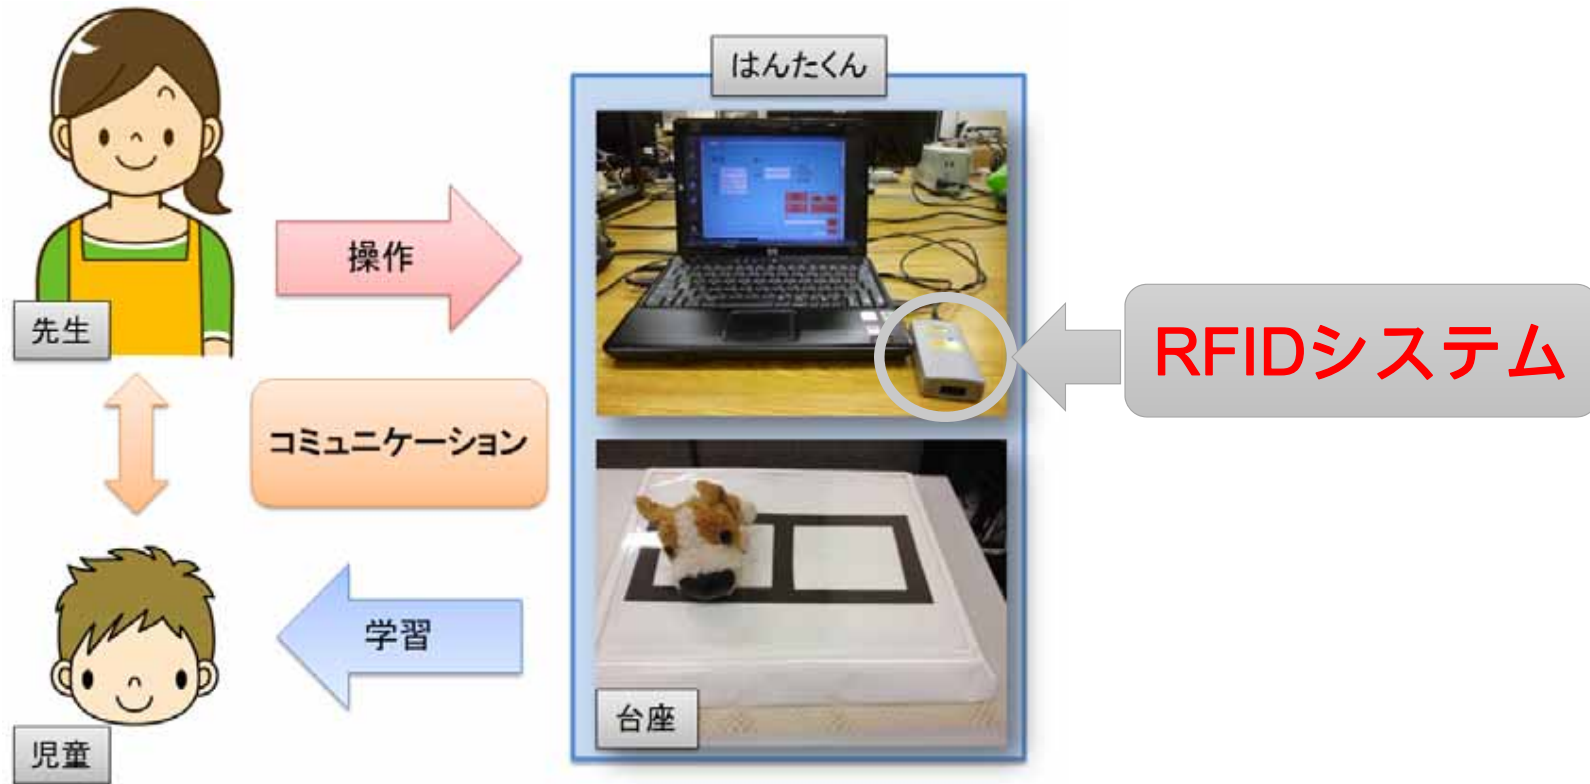 はんたくん
操作
先生
RFIDシステム
コミュニケーション
学習
台座
児童